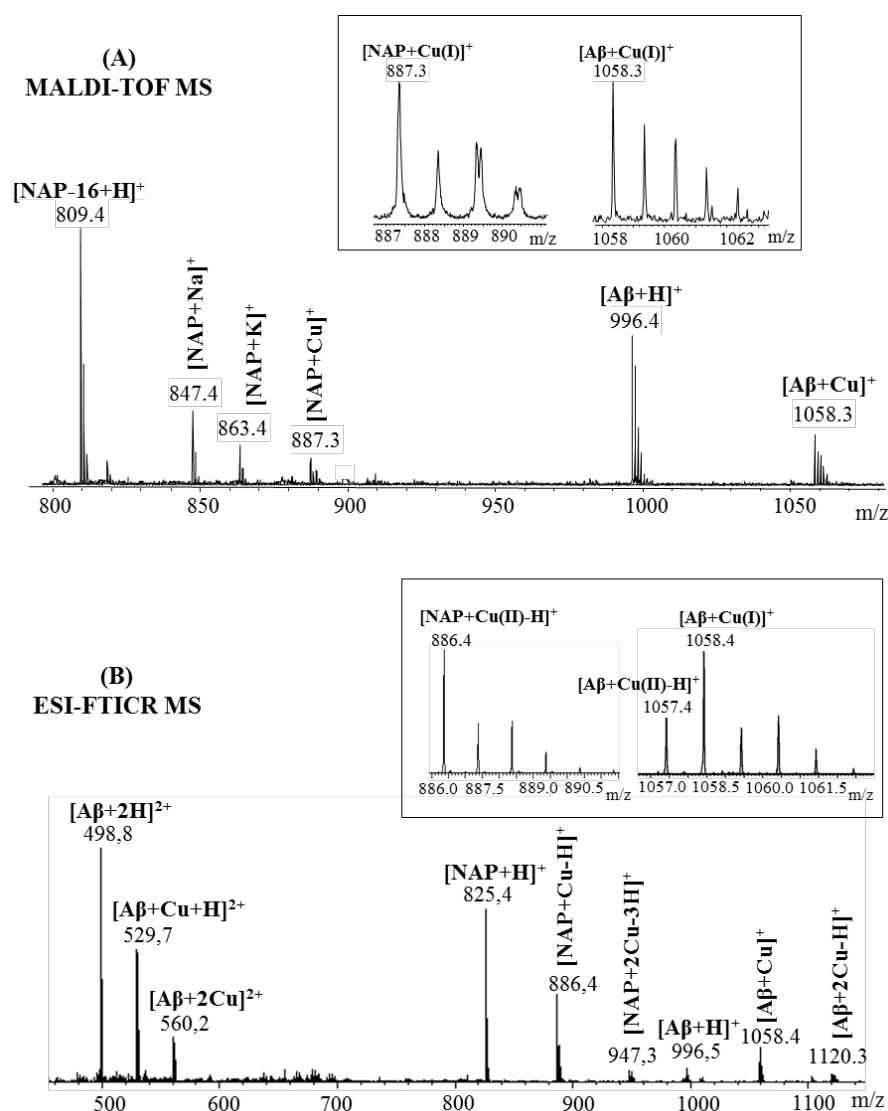 (A)
MALDI-TOF MS
[NAP+Cu(I)]+
887.3
[Aβ+Cu(I)]+
1058.3
887 888 889 890 m/z
1058 1060 1062 m/z
[NAP-16+H]+
809.4
[NAP+Na]+
847.4
[NAP+K]+
863.4
[NAP+Cu]+
887.3
[Aβ+H]+
996.4
[Aβ+Cu]+
1058.3
800 850 900 950 1000 1050
m/z
(B)
ESI-FTICR MS
[NAP+Cu(II)-H]+
886.4
[Aβ+Cu(I)]+
1058.4
[Aβ+Cu(II)-H]+
1057.4
886.0 887.5 889.0 890.5 m/z
1057.0 1058.5 1060.0 1061.5 m/z
[Aβ+2H]2+
498,8
[Aβ+Cu+H]2+
529,7
[Aβ+2Cu]2+
560,2
[NAP+H]+
825,4
[NAP+Cu-H]+
886,4
[NAP+2Cu-3H]+
947,3
[Aβ+H]+
996,5
[Aβ+Cu]+
1058.4
[Aβ+2Cu-H]+
1120.3
500 600 700 800 900 1000 1100 m/z